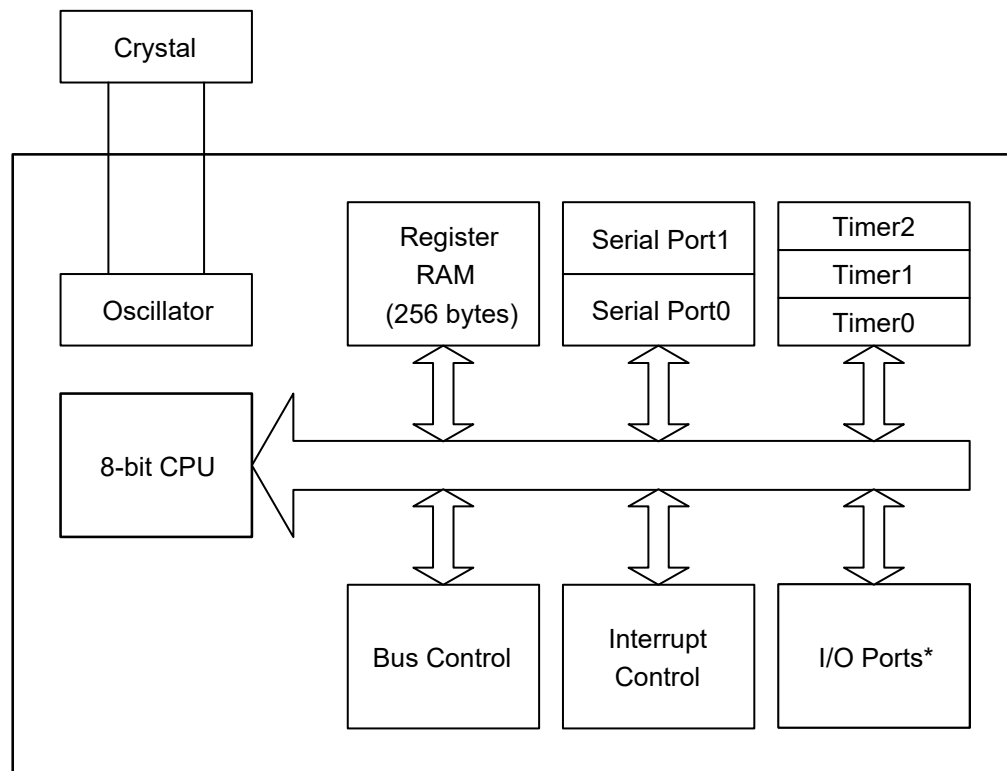 Crystal
Oscillator
Register
RAM
(256 bytes)
Serial Port1
Serial Port0
Timer2
Timer1
Timer0
8-bit CPU
Bus Control
Interrupt
Control
I/O Ports*